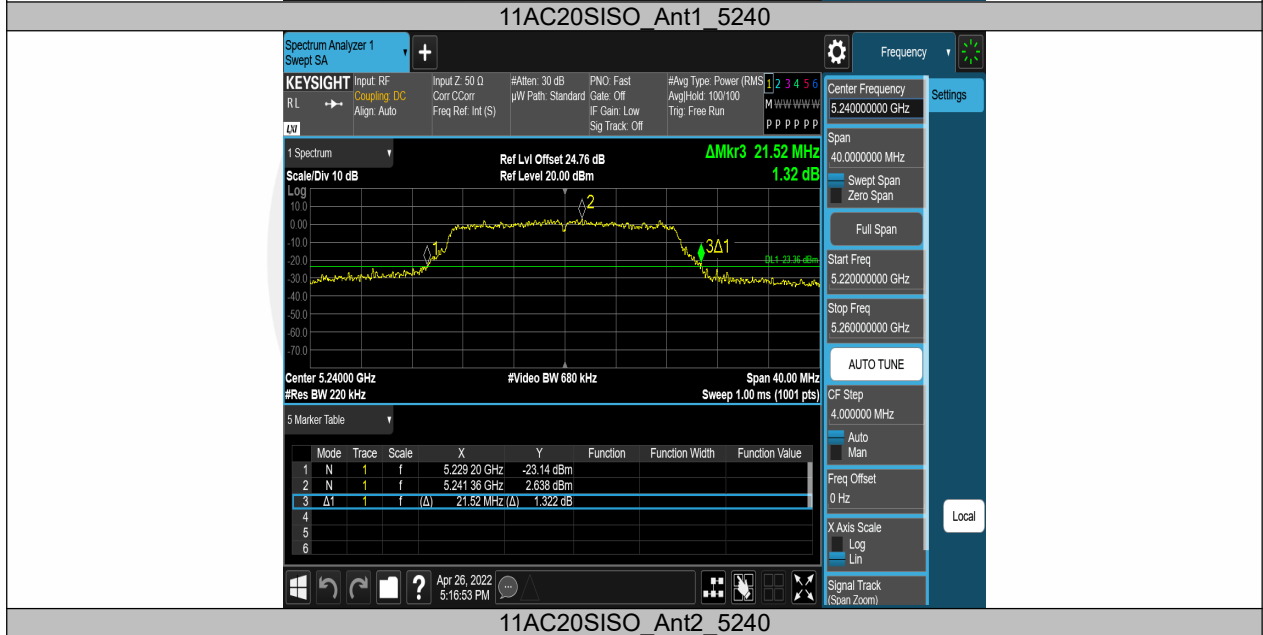 11AC20SISO_Ant1_5240
Spectrum Analyzer 1
Swept SA
+
Frequency
KEYSIGHT
RL
LXI
Input: RF
Coupling: DC
Align: Auto
Input Z: 50 Ω
Corr CCorr
Freq Ref: Int (S)
#Atten: 30 dB
µW Path: Standard
PNO: Fast
Gate: Off
IF Gain: Low
Sig Track: Off
#Avg Type: Power (RMS
Avg|Hold: 100/100
Trig: Free Run
1 2 3 4 5 6
M W W W W W
P P P P P P
1 Spectrum
Scale/Div 10 dB
Ref Lvl Offset 24.76 dB
Ref Level 20.00 dBm
ΔMkr3 21.52 MHz
1.32 dB
Log
10.0
0.00
-10.0
-20.0
-30.0
-40.0
-50.0
-60.0
-70.0
1
2
3Δ1
DL1 -23.36 dBm
Center 5.24000 GHz
#Res BW 220 kHz
#Video BW 680 kHz
Span 40.00 MHz
Sweep 1.00 ms (1001 pts)
5 Marker Table
Mode Trace Scale X Y Function Function Width Function Value
1 N 1 f 5.229 20 GHz -23.14 dBm
2 N 1 f 5.241 36 GHz 2.638 dBm
3 Δ1 1 f (Δ) 21.52 MHz (Δ) 1.322 dB
4
5
6
Center Frequency
5.240000000 GHz
Settings
Span
40.0000000 MHz
Swept Span
Zero Span
Full Span
Start Freq
5.220000000 GHz
Stop Freq
5.260000000 GHz
AUTO TUNE
CF Step
4.000000 MHz
Auto
Man
Freq Offset
0 Hz
X Axis Scale
Log
Lin
Local
Signal Track
(Span Zoom)
?
Apr 26, 2022
5:16:53 PM
11AC20SISO_Ant2_5240